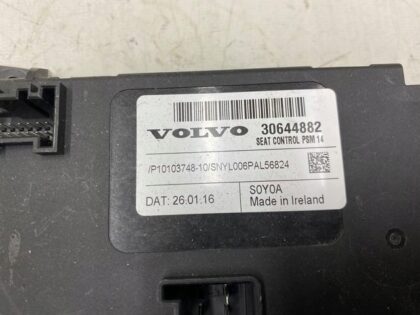 VOLVO 30644882
SEAT CONTROL PSM 14
/P10103748-10/SNYL006PAL56824
S0Y0A
DAT: 26:01:16 Made in Ireland